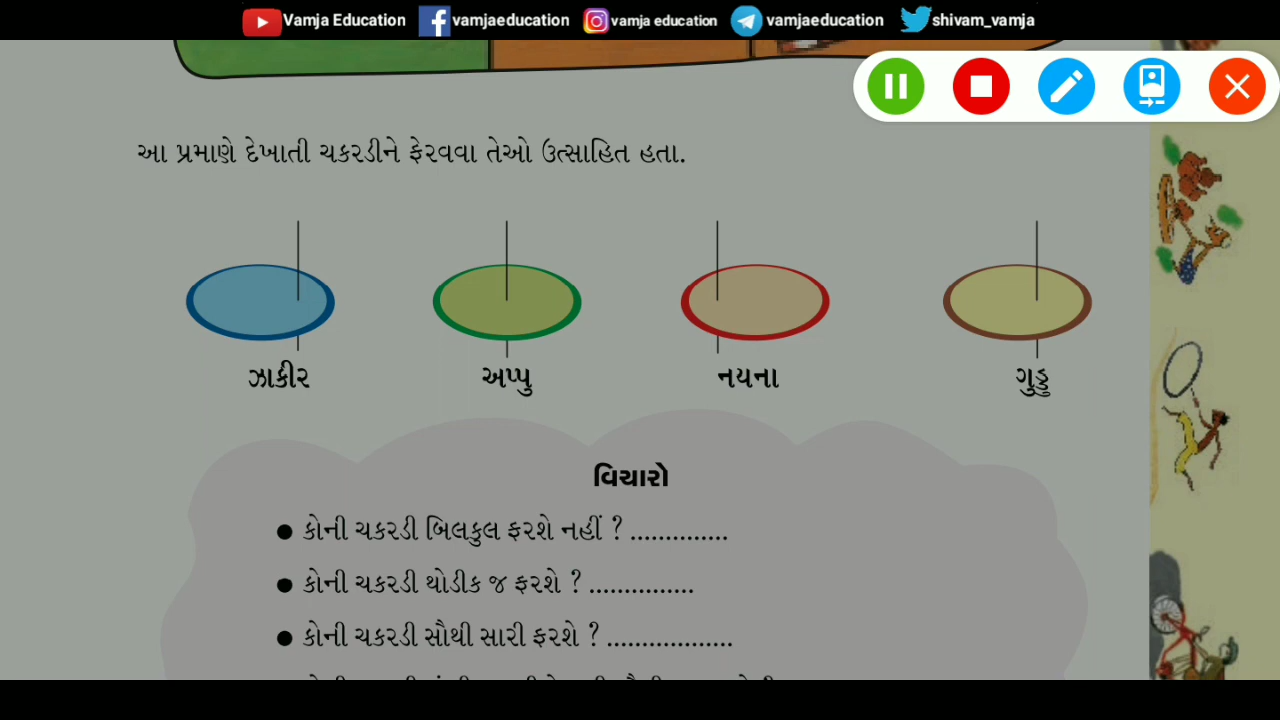 Vamja Education vamjaeducation vamja education vamjaeducation shivam_vamja
આ પ્રમાણે દેખાતી ચકરડીને ફેરવવા તેઓ ઉત્સાહિત હતા.
ઝાકીર અપ્પુ નયના ગુડ્ડુ
વિચારો
● કોની ચકરડી બિલકુલ ફરશે નહીં ? ..............
● કોની ચકરડી થોડીક જ ફરશે ? ...............
● કોની ચકરડી સૌથી સારી ફરશે ? ..................